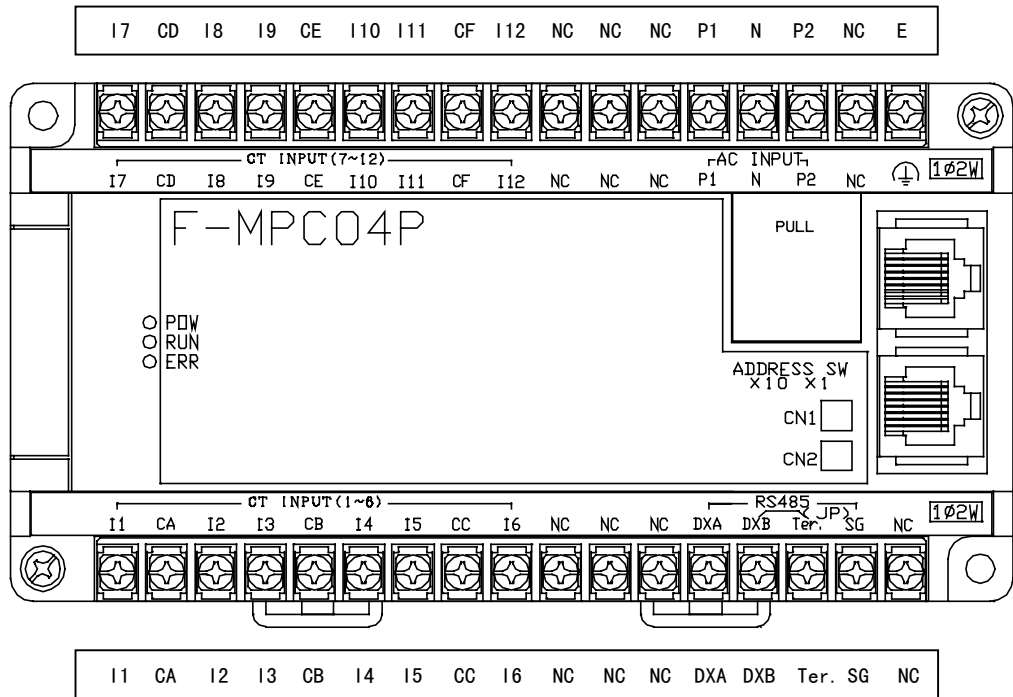 I7 CD I8 I9 CE I10 I11 CF I12 NC NC NC P1 N P2 NC E
CT INPUT(7~12) AC INPUT
I7 CD I8 I9 CE I10 I11 CF I12 NC NC NC P1 N P2 NC 1φ2W
F-MPC04P
PULL
POW
RUN
ERR
ADDRESS SW
×10 ×1
CN1
CN2
CT INPUT(1~6) RS485
I1 CA I2 I3 CB I4 I5 CC I6 NC NC NC DXA DXB Ter. (JP) SG NC 1φ2W
I1 CA I2 I3 CB I4 I5 CC I6 NC NC NC DXA DXB Ter. SG NC